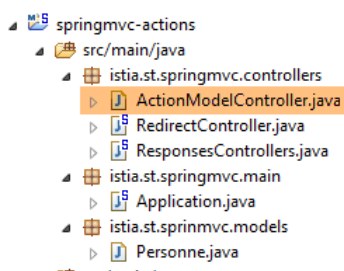 springmvc-actions
src/main/java
istia.st.springmvc.controllers
ActionModelController.java
RedirectController.java
ResponsesControllers.java
istia.st.springmvc.main
Application.java
istia.st.sprinmvc.models
Personne.java